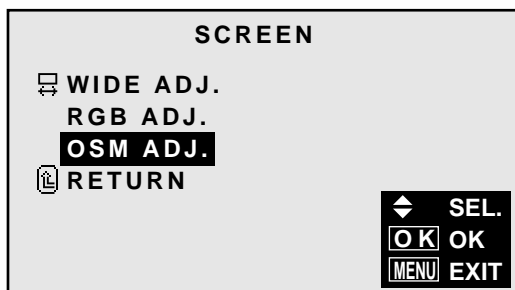 SCREEN
WIDE ADJ.
RGB ADJ.
OSM ADJ.
RETURN
SEL.
OK OK
MENU EXIT